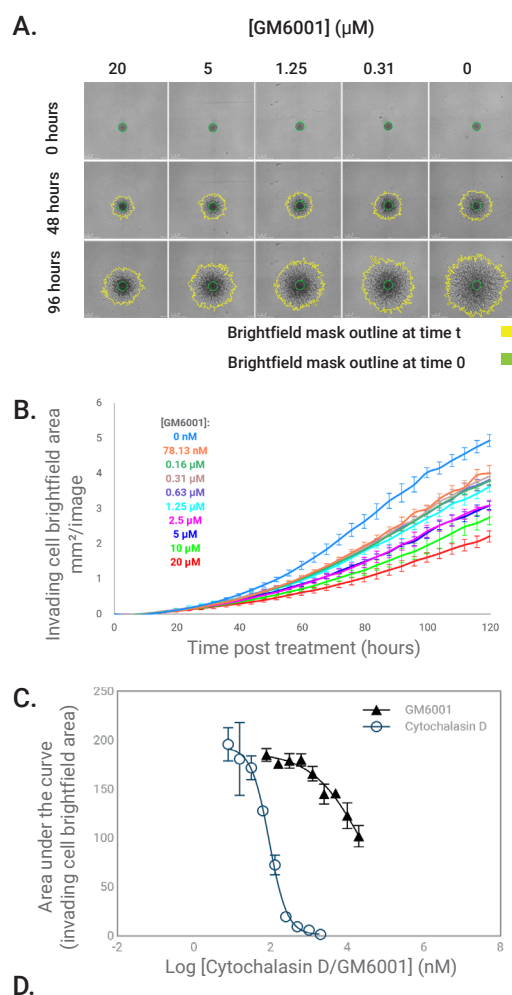 A.
[GM6001] (µM)
20 5 1.25 0.31 0
0 hours
48 hours
96 hours
Brightfield mask outline at time t
Brightfield mask outline at time 0
B.
Invading cell brightfield area
mm²/image
6
5
4
3
2
1
0
[GM6001]:
0 nM
78.13 nM
0.16 µM
0.31 µM
0.63 µM
1.25 µM
2.5 µM
5 µM
10 µM
20 µM
0 20 40 60 80 100 120
Time post treatment (hours)
C.
Area under the curve
(invading cell brightfield area)
250
200
150
100
50
0
GM6001
Cytochalasin D
-2 0 2 4 6 8
Log [Cytochalasin D/GM6001] (nM)
D.